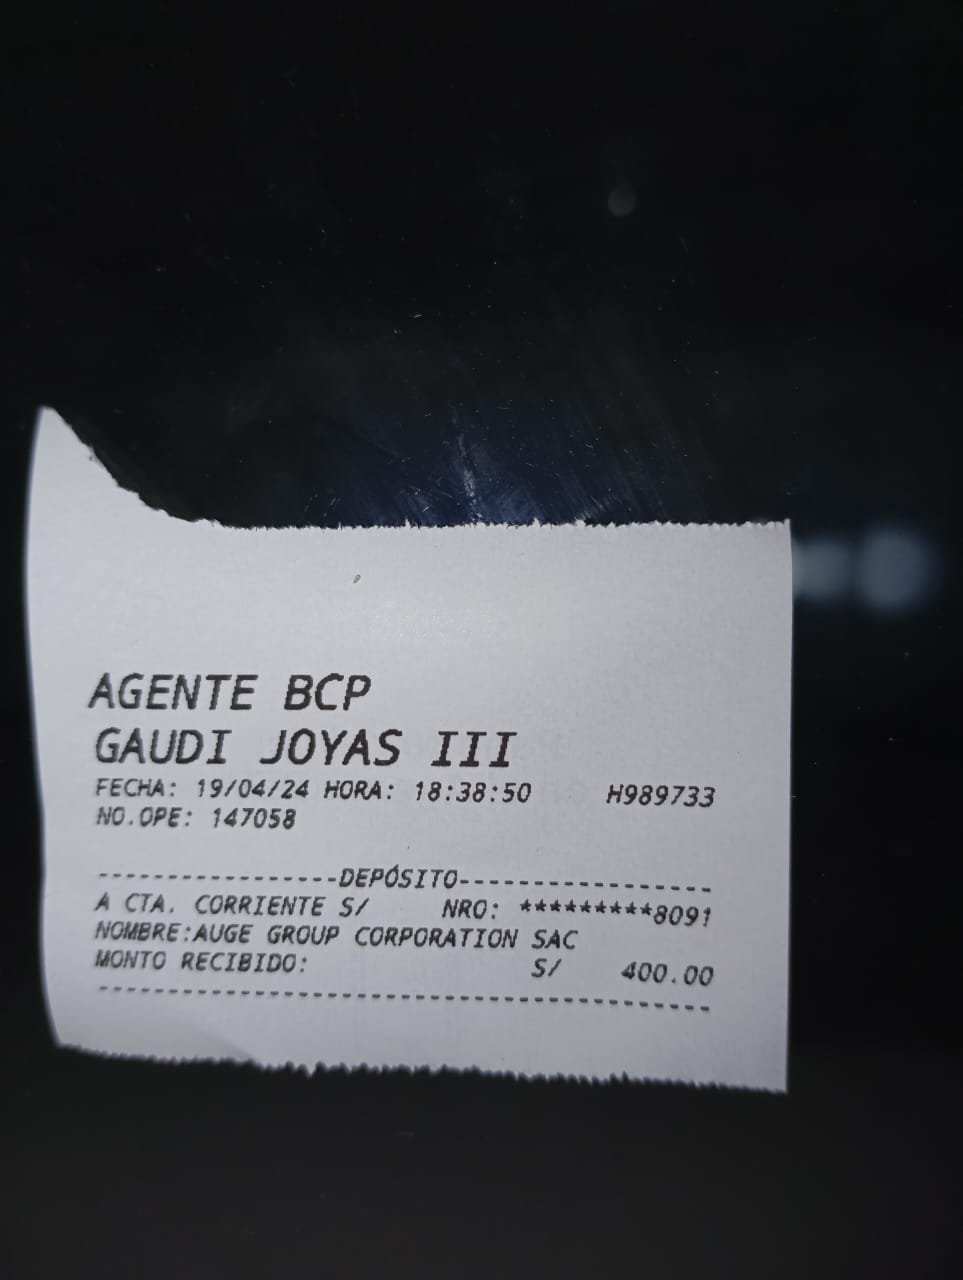 AGENTE BCP
GAUDI JOYAS III
FECHA: 19/04/24 HORA: 18:38:50 H989733
NO.OPE: 147058
-----------------DEPÓSITO-----------------
A CTA. CORRIENTE S/ NRO: *********8091
NOMBRE:AUGE GROUP CORPORATION SAC
MONTO RECIBIDO: S/ 400.00
------------------------------------------